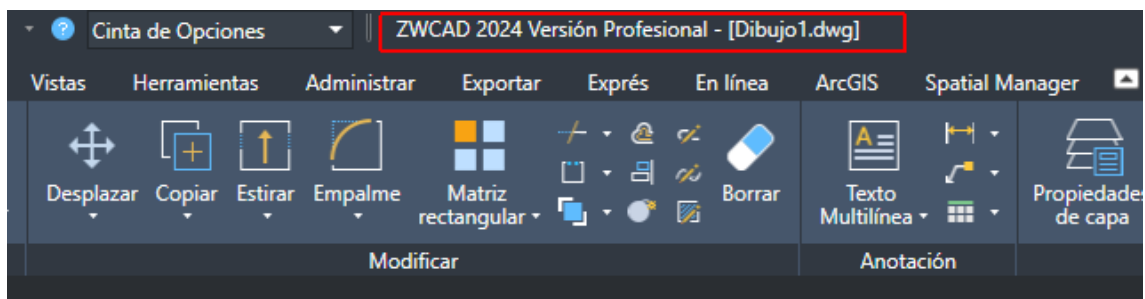 Cinta de Opciones
ZWCAD 2024 Versión Profesional - [Dibujo1.dwg]
Vistas Herramientas Administrar Exportar Exprés En línea ArcGIS Spatial Manager
Desplazar Copiar Estirar Empalme Matriz rectangular Borrar Texto Multilínea Propiedades de capa
Modificar Anotación